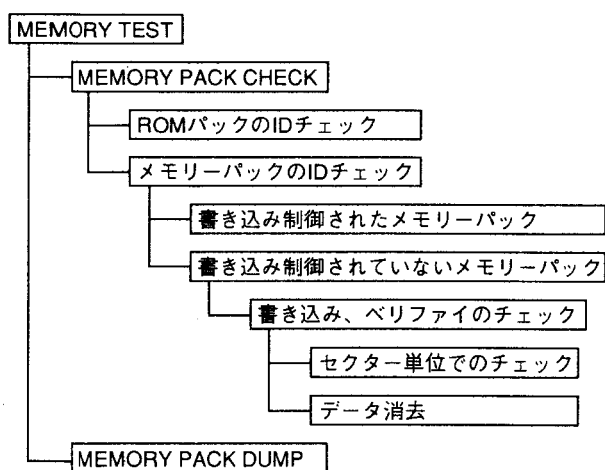 MEMORY TEST
MEMORY PACK CHECK
ROMパックのIDチェック
メモリーパックのIDチェック
書き込み制御されたメモリーパック
書き込み制御されていないメモリーパック
書き込み、ベリファイのチェック
セクター単位でのチェック
データ消去
MEMORY PACK DUMP